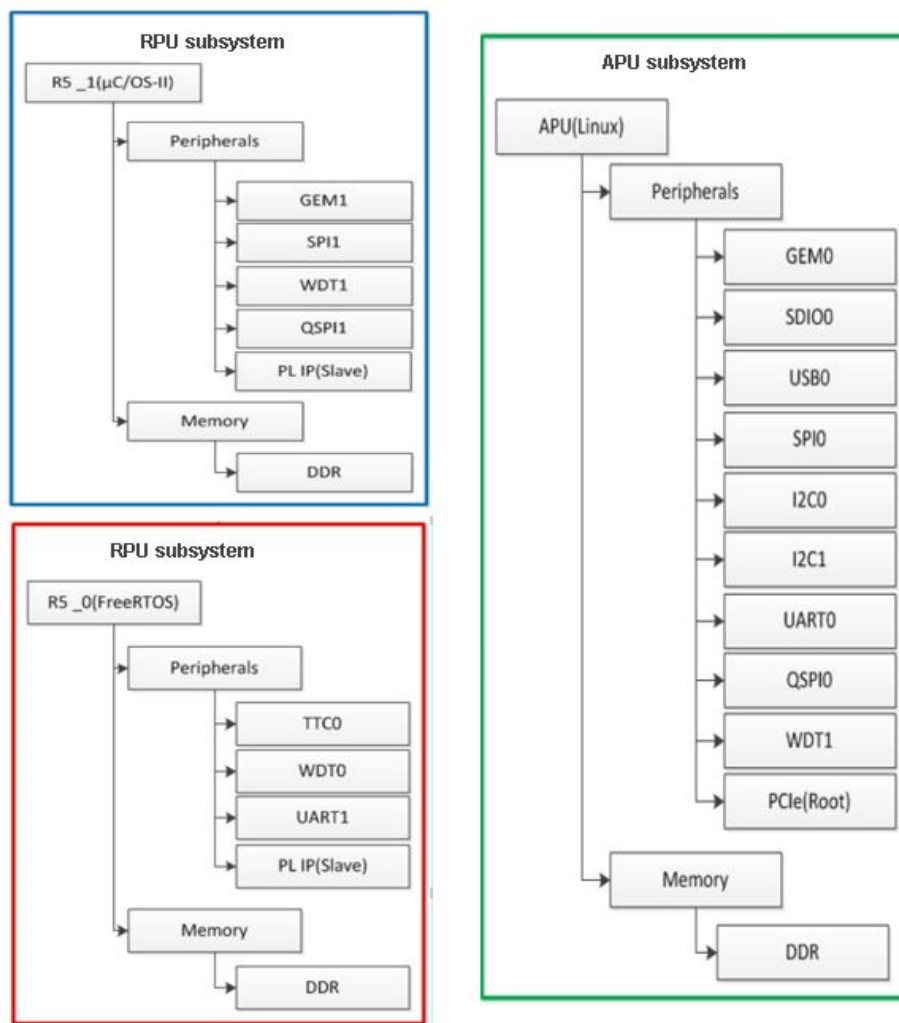 RPU subsystem
R5 _1(µC/OS-II)
Peripherals
GEM1
SPI1
WDT1
QSPI1
PL IP(Slave)
Memory
DDR
RPU subsystem
R5 _0(FreeRTOS)
Peripherals
TTC0
WDT0
UART1
PL IP(Slave)
Memory
DDR
APU subsystem
APU(Linux)
Peripherals
GEM0
SDIO0
USB0
SPI0
I2C0
I2C1
UART0
QSPI0
WDT1
PCIe(Root)
Memory
DDR